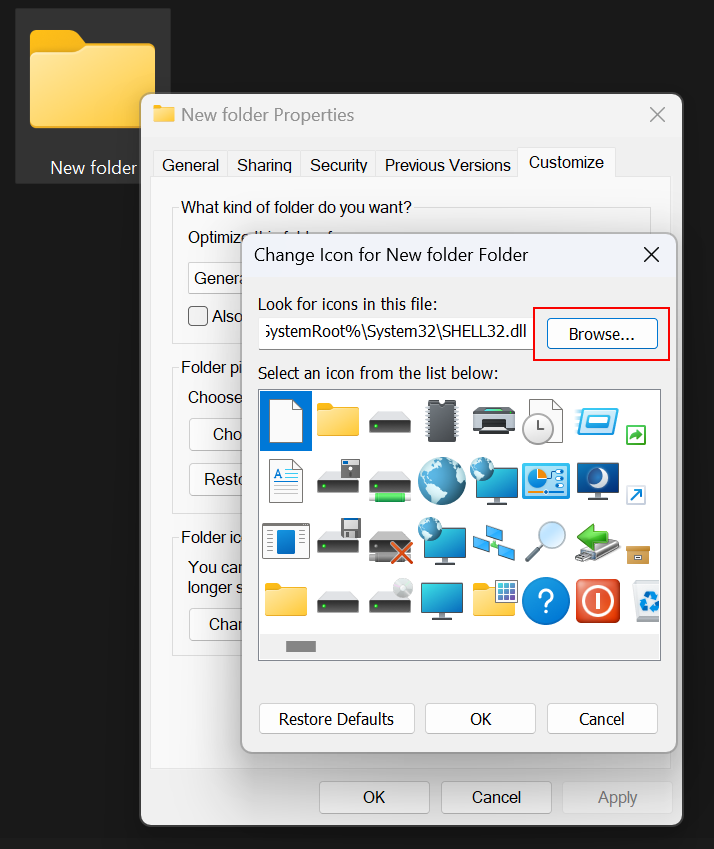 New folder
New folder Properties
General
Sharing
Security
Previous Versions
Customize
What kind of folder do you want?
Optimize this folder f
Genera
Also
Folder pi
Choose
Cho
Resto
Folder ic
You can
longer s
Chan
Change Icon for New folder Folder
Look for icons in this file:
SystemRoot%\System32\SHELL32.dll
Browse...
Select an icon from the list below:
A
?
Restore Defaults
OK
Cancel
OK
Cancel
Apply